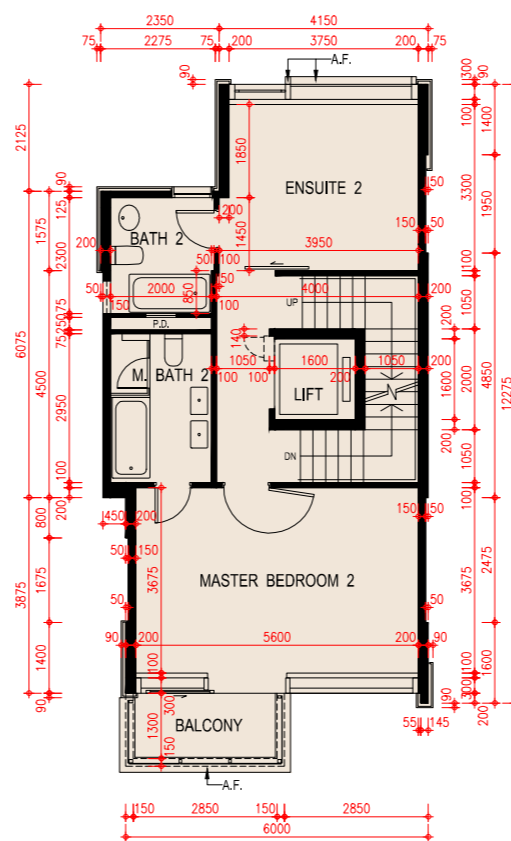 2350 4150
75 2275 75 200 3750 200 75
A.F.
90 300 90
2125 1850 100 1400
ENSUITE 2
3300 1950
90 125 200 50
1575 BATH 2 1450 150 50
200 50 100 3950
2300 850 50 100
150 2000 100 4000 200
UP
1050
75 250 75 P.D. 140 200
6075 4500 M. BATH 2 1050 1600 1050 200
100 100 200
LIFT
2000 1600 4850 12275
2950
200 1050
DN
100 100
800 200 450 200 150 50
50 150
3675 3675 2475
3875 1675 MASTER BEDROOM 2
50 50
90 200 5600 200 90
1400 100 100 1600
90 300 90 300 200
1300 BALCONY 55 145
150
A.F.
150 2850 150 2850
6000